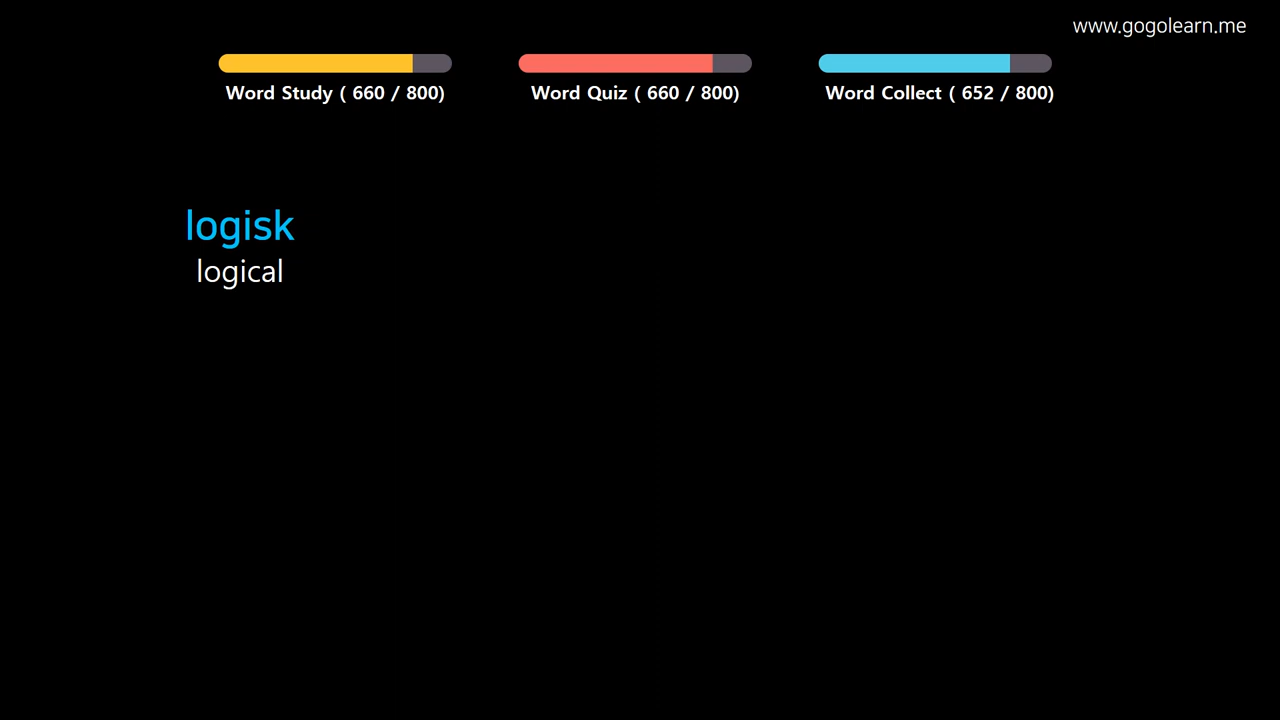 www.gogolearn.me
Word Study ( 660 / 800)
Word Quiz ( 660 / 800)
Word Collect ( 652 / 800)
logisk
logical